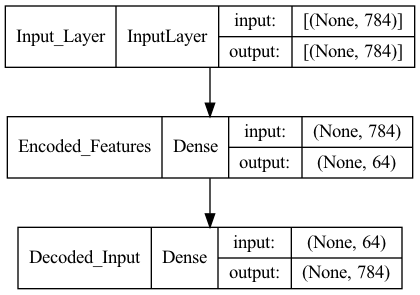 Input_Layer InputLayer input: [(None, 784)]
output: [(None, 784)]
Encoded_Features Dense input: (None, 784)
output: (None, 64)
Decoded_Input Dense input: (None, 64)
output: (None, 784)